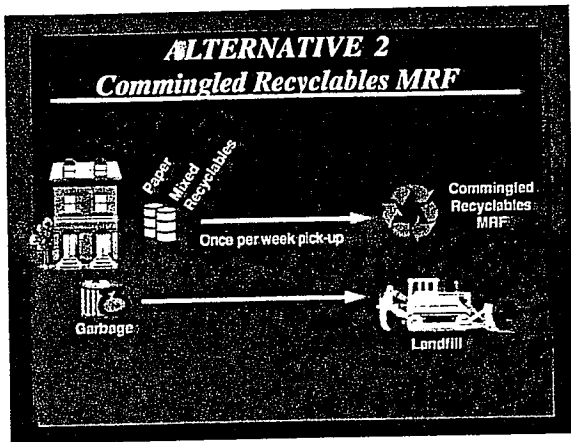 ALTERNATIVE 2
Commingled Recyclables MRF
Paper
Mixed
Recyclables
Once per week pick-up
Commingled
Recyclables
MRF
Garbage
Landfill